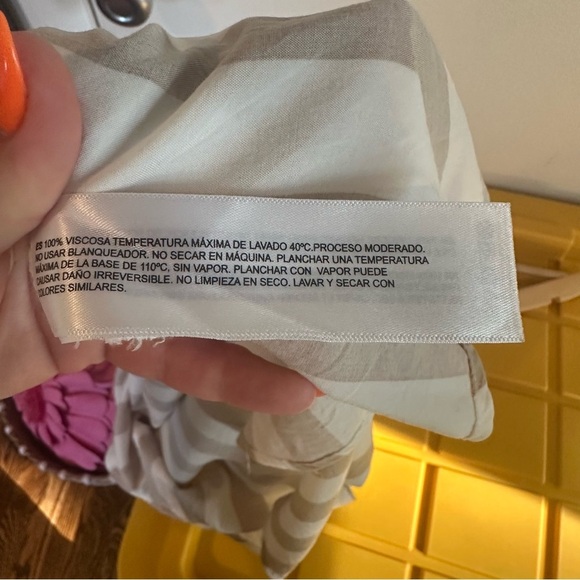 ES 100% VISCOSA TEMPERATURA MÁXIMA DE LAVADO 40ºC.PROCESO MODERADO.
NO USAR BLANQUEADOR. NO SECAR EN MÁQUINA. PLANCHAR UNA TEMPERATURA
MÁXIMA DE LA BASE DE 110ºC, SIN VAPOR. PLANCHAR CON VAPOR PUEDE
CAUSAR DAÑO IRREVERSIBLE. NO LIMPIEZA EN SECO. LAVAR Y SECAR CON
COLORES SIMILARES.